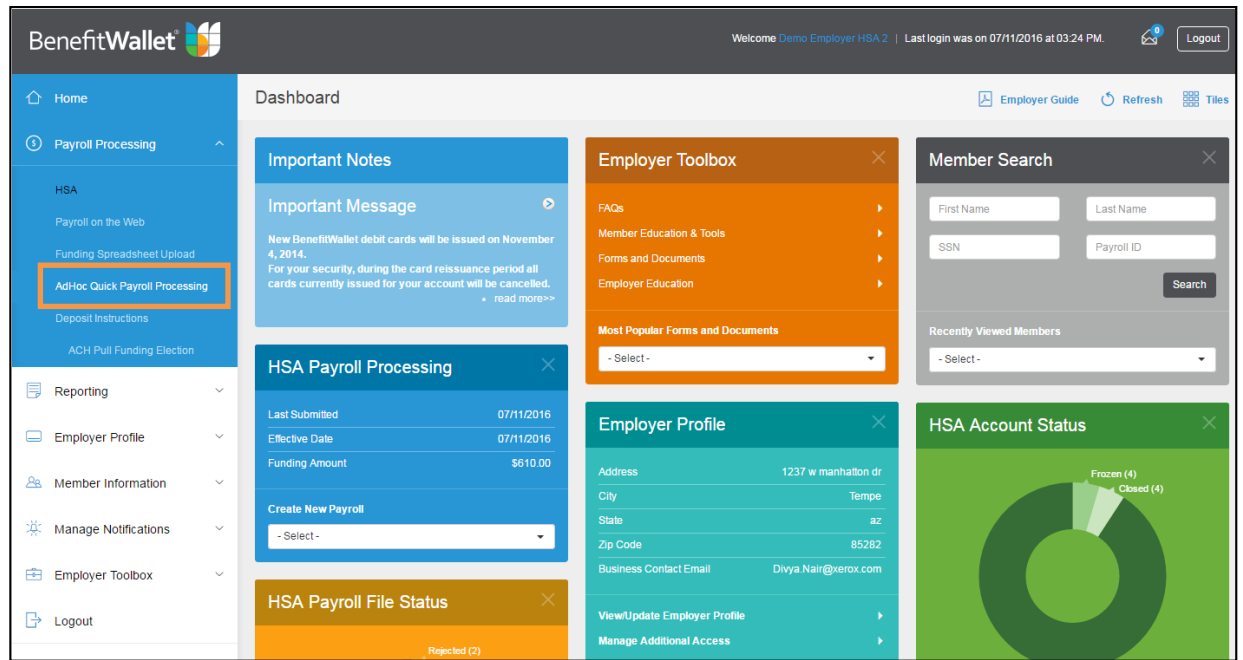 BenefitWallet®
Welcome Demo Employer HSA 2 | Last login was on 07/11/2016 at 03:24 PM.
0
Logout
Home
Payroll Processing
HSA
Payroll on the Web
Funding Spreadsheet Upload
AdHoc Quick Payroll Processing
Deposit Instructions
ACH Pull Funding Election
Reporting
Employer Profile
Member Information
Manage Notifications
Employer Toolbox
Logout
Dashboard
Employer Guide
Refresh
Tiles
Important Notes
Important Message
New BenefitWallet debit cards will be issued on November
4, 2014.
For your security, during the card reissuance period all
cards currently issued for your account will be cancelled.
• read more>>
HSA Payroll Processing
Last Submitted 07/11/2016
Effective Date 07/11/2016
Funding Amount $610.00
Create New Payroll
- Select -
HSA Payroll File Status
Rejected (2)
Employer Toolbox
FAQs
Member Education & Tools
Forms and Documents
Employer Education
Most Popular Forms and Documents
- Select -
Employer Profile
Address 1237 w manhatton dr
City Tempe
State az
Zip Code 85282
Business Contact Email Divya.Nair@xerox.com
View/Update Employer Profile
Manage Additional Access
Member Search
First Name Last Name
SSN Payroll ID
Search
Recently Viewed Members
- Select -
HSA Account Status
Frozen (4)
Closed (4)